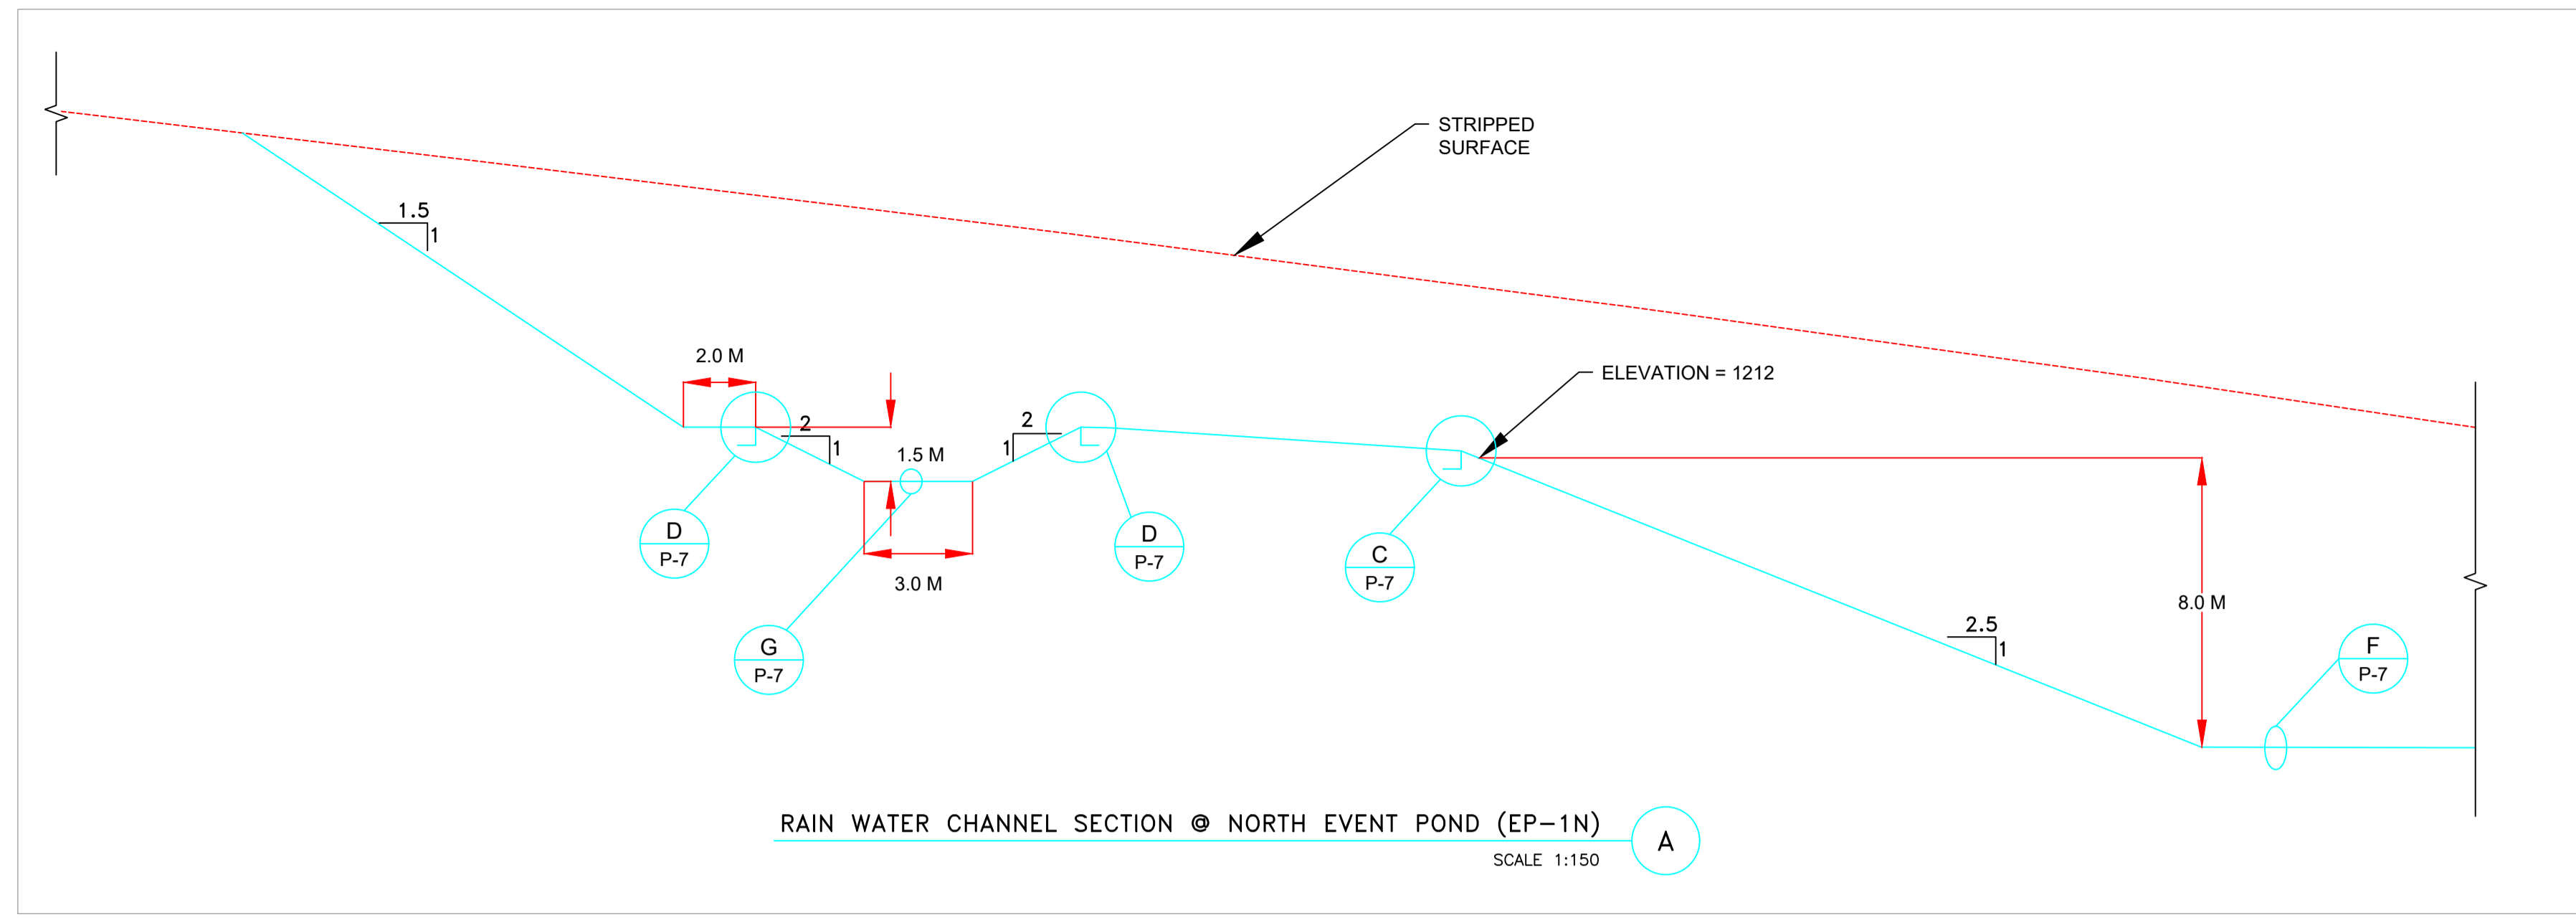 STRIPPED
SURFACE
1.5
1
2.0 M
ELEVATION = 1212
2
1
2
1
1.5 M
D
P-7
D
P-7
C
P-7
3.0 M
8.0 M
2.5
1
G
P-7
F
P-7
RAIN WATER CHANNEL SECTION @ NORTH EVENT POND (EP-1N)
A
SCALE 1:150